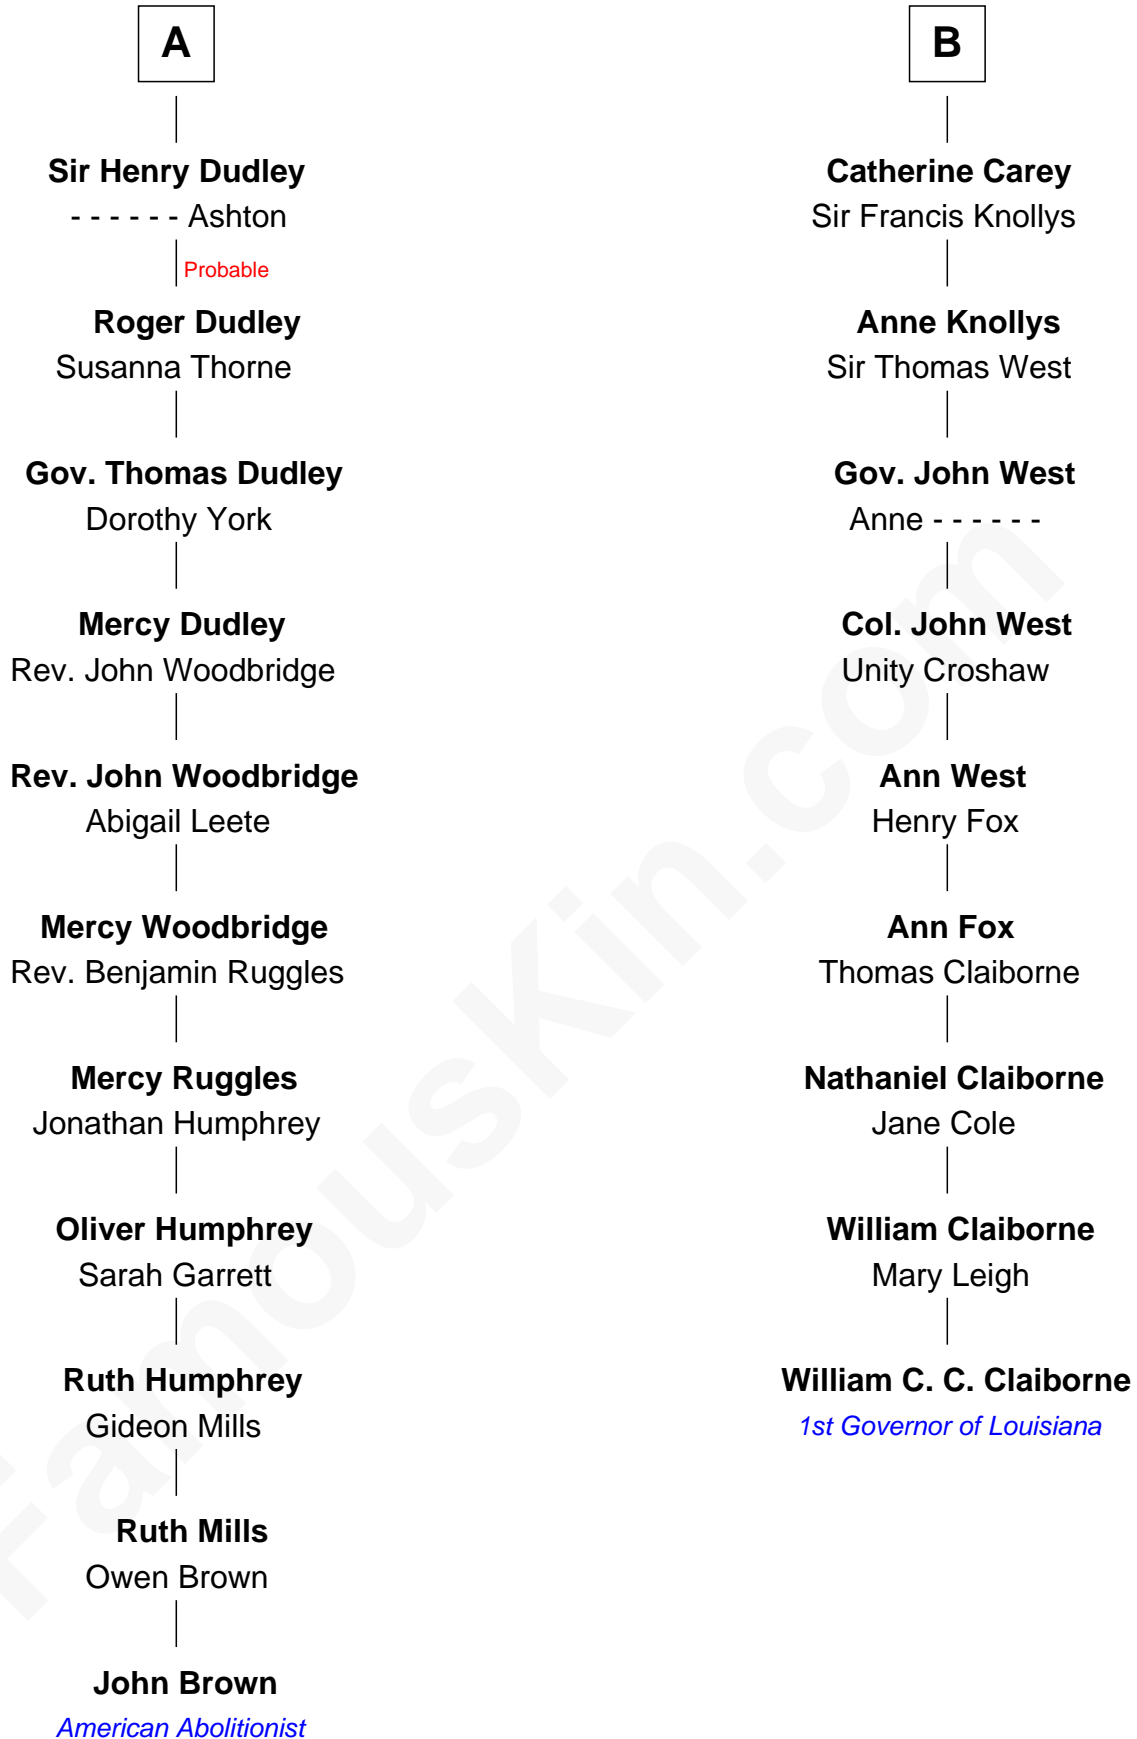 A
Sir Henry Dudley
- - - - - - Ashton
Probable
Roger Dudley
Susanna Thorne
Gov. Thomas Dudley
Dorothy York
Mercy Dudley
Rev. John Woodbridge
Rev. John Woodbridge
Abigail Leete
Mercy Woodbridge
Rev. Benjamin Ruggles
Mercy Ruggles
Jonathan Humphrey
Oliver Humphrey
Sarah Garrett
Ruth Humphrey
Gideon Mills
Ruth Mills
Owen Brown
John Brown
American Abolitionist
B
Catherine Carey
Sir Francis Knollys
Anne Knollys
Sir Thomas West
Gov. John West
Anne - - - - - -
Col. John West
Unity Croshaw
Ann West
Henry Fox
Ann Fox
Thomas Claiborne
Nathaniel Claiborne
Jane Cole
William Claiborne
Mary Leigh
William C. C. Claiborne
1st Governor of Louisiana
FamousKin.com